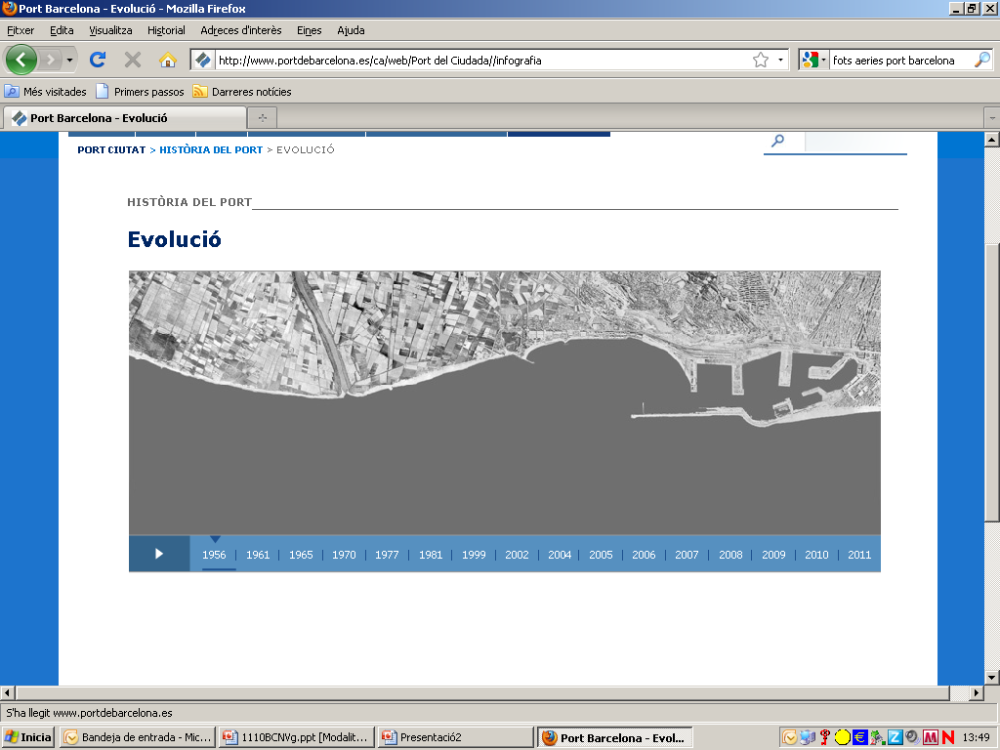 Port Barcelona - Evolució - Mozilla Firefox
Fitxer Edita Visualitza Historial Adreces d'interès Eines Ajuda
http://www.portdebarcelona.es/ca/web/Port del Ciudada//infografia
fots aeries port barcelona
Més visitades Primers passos Darreres notícies
Port Barcelona - Evolució
PORT CIUTAT > HISTÒRIA DEL PORT > EVOLUCIÓ
HISTÒRIA DEL PORT
Evolució
1956 | 1961 | 1965 | 1970 | 1977 | 1981 | 1999 | 2002 | 2004 | 2005 | 2006 | 2007 | 2008 | 2009 | 2010 | 2011
S'ha llegit www.portdebarcelona.es
Inicia Bandeja de entrada - Mic... 1110BCNVg.ppt [Modalit... Presentació2 Port Barcelona - Evol... 13:49